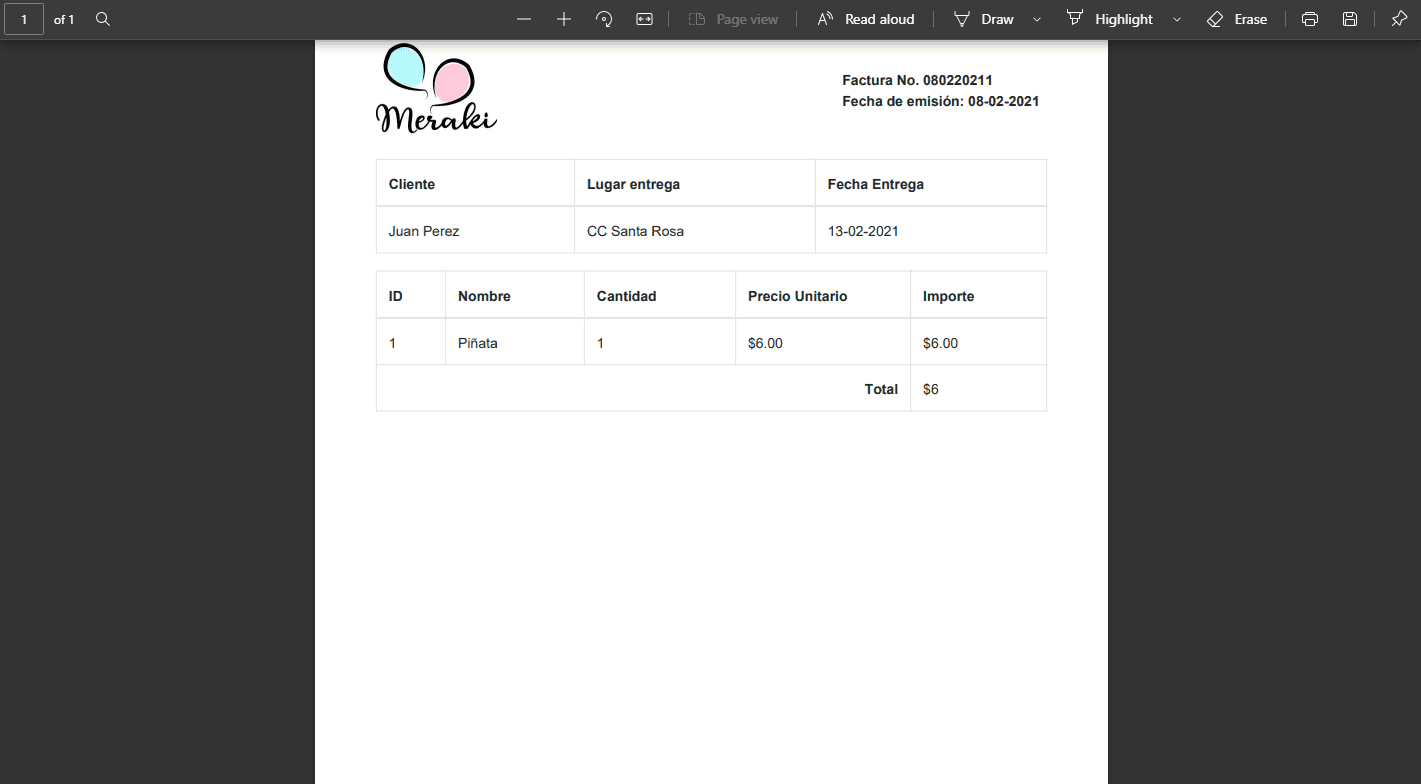 1 of 1 Page view Read aloud Draw Highlight Erase
Meraki
Factura No. 080220211
Fecha de emisión: 08-02-2021
Cliente Lugar entrega Fecha Entrega
Juan Perez CC Santa Rosa 13-02-2021
ID Nombre Cantidad Precio Unitario Importe
1 Piñata 1 $6.00 $6.00
Total $6